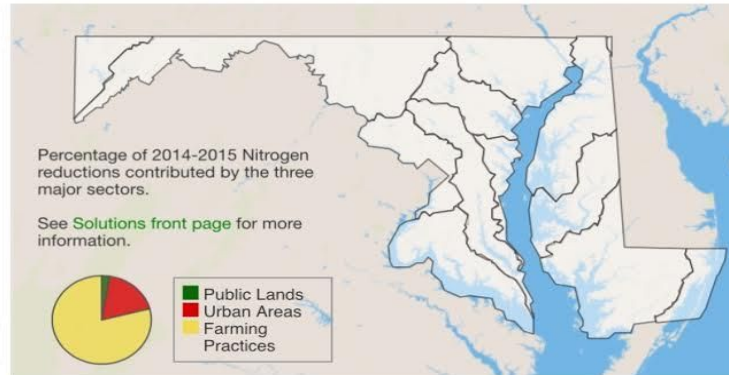 Percentage of 2014-2015 Nitrogen
reductions contributed by the three
major sectors.
See Solutions front page for more
information.
Public Lands
Urban Areas
Farming
Practices